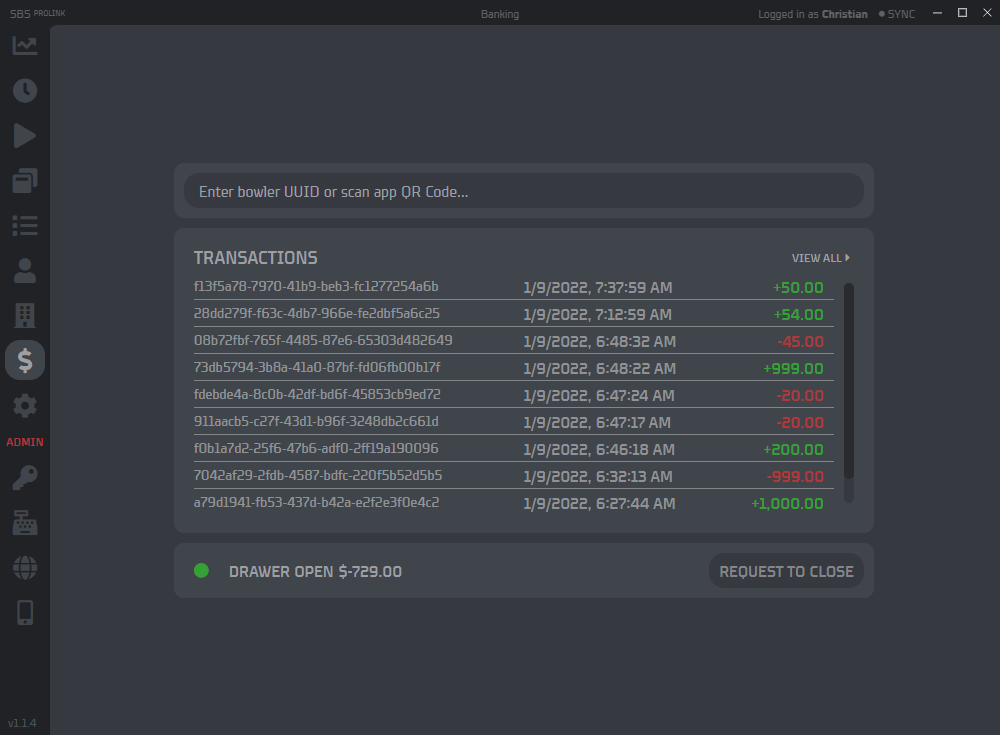 SBS PROLINK Banking Logged in as Christian SYNC
Enter bowler UUID or scan app QR Code...
TRANSACTIONS VIEW ALL
f13f5a78-7970-41b9-beb3-fc1277254a6b 1/9/2022, 7:37:59 AM +50.00
28dd279f-f63c-4db7-966e-fe2dbf5a6c25 1/9/2022, 7:12:59 AM +54.00
08b72fbf-765f-4485-87e6-65303d482649 1/9/2022, 6:48:32 AM -45.00
73db5794-3b8a-41a0-87bf-fd06fb00b17f 1/9/2022, 6:48:22 AM +999.00
fdebde4a-8c0b-42df-bd6f-45853cb9ed72 1/9/2022, 6:47:24 AM -20.00
911aacb5-c27f-43d1-b96f-3248db2c661d 1/9/2022, 6:47:17 AM -20.00
f0b1a7d2-25f6-47b6-adf0-2ff19a190096 1/9/2022, 6:46:18 AM +200.00
7042af29-2fdb-4587-bdfc-220f5b52d5b5 1/9/2022, 6:32:13 AM -999.00
a79d1941-fb53-437d-b42a-e2f2e3f0e4c2 1/9/2022, 6:27:44 AM +1,000.00
ADMIN
DRAWER OPEN $-729.00 REQUEST TO CLOSE
v1.1.4